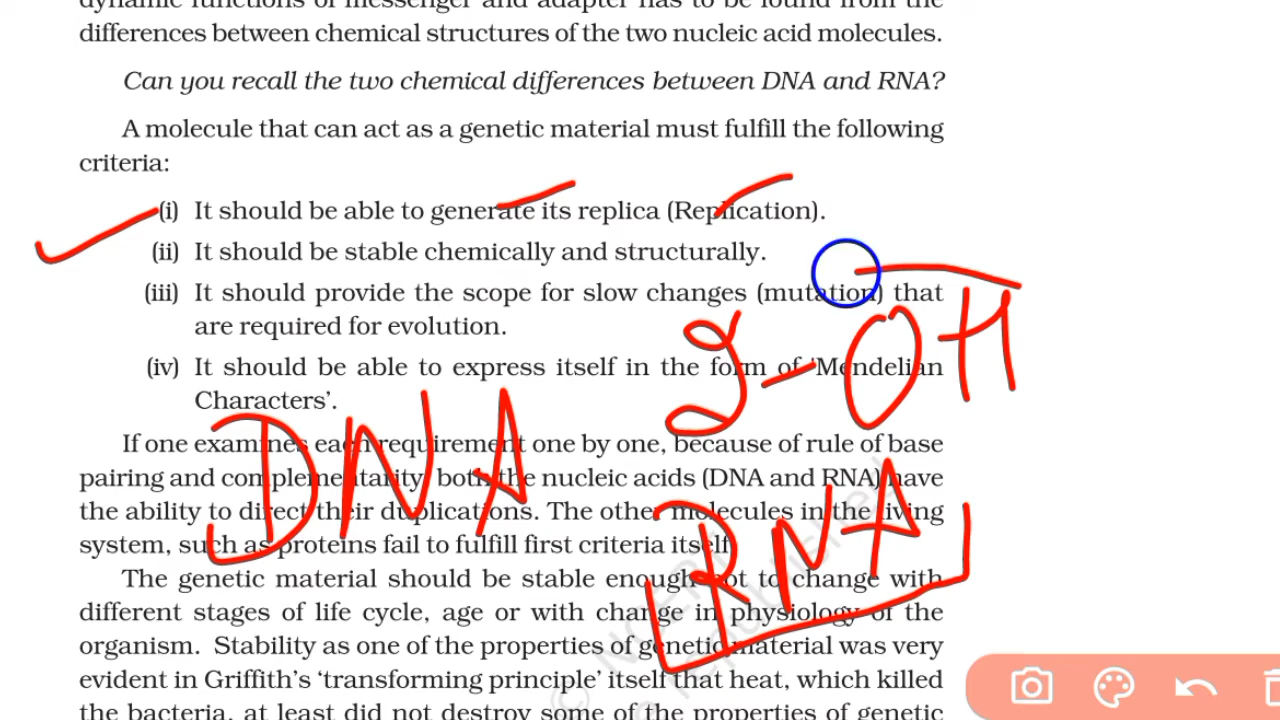 dynamic functions of messenger and adapter has to be found from the
differences between chemical structures of the two nucleic acid molecules.
Can you recall the two chemical differences between DNA and RNA?
A molecule that can act as a genetic material must fulfill the following
criteria:
(i) It should be able to generate its replica (Replication).
(ii) It should be stable chemically and structurally.
(iii) It should provide the scope for slow changes (mutation) that
are required for evolution.
2-OH
(iv) It should be able to express itself in the form of 'Mendelian
Characters'.
DNA
If one examines each requirement one by one, because of rule of base
pairing and complementarity, both the nucleic acids (DNA and RNA) have
the ability to direct their duplications. The other molecules in the living
system, such as proteins fail to fulfill first criteria itself.
RNA
The genetic material should be stable enough not to change with
different stages of life cycle, age or with change in physiology of the
organism. Stability as one of the properties of genetic material was very
evident in Griffith's 'transforming principle' itself that heat, which killed
the bacteria, at least did not destroy some of the properties of genetic